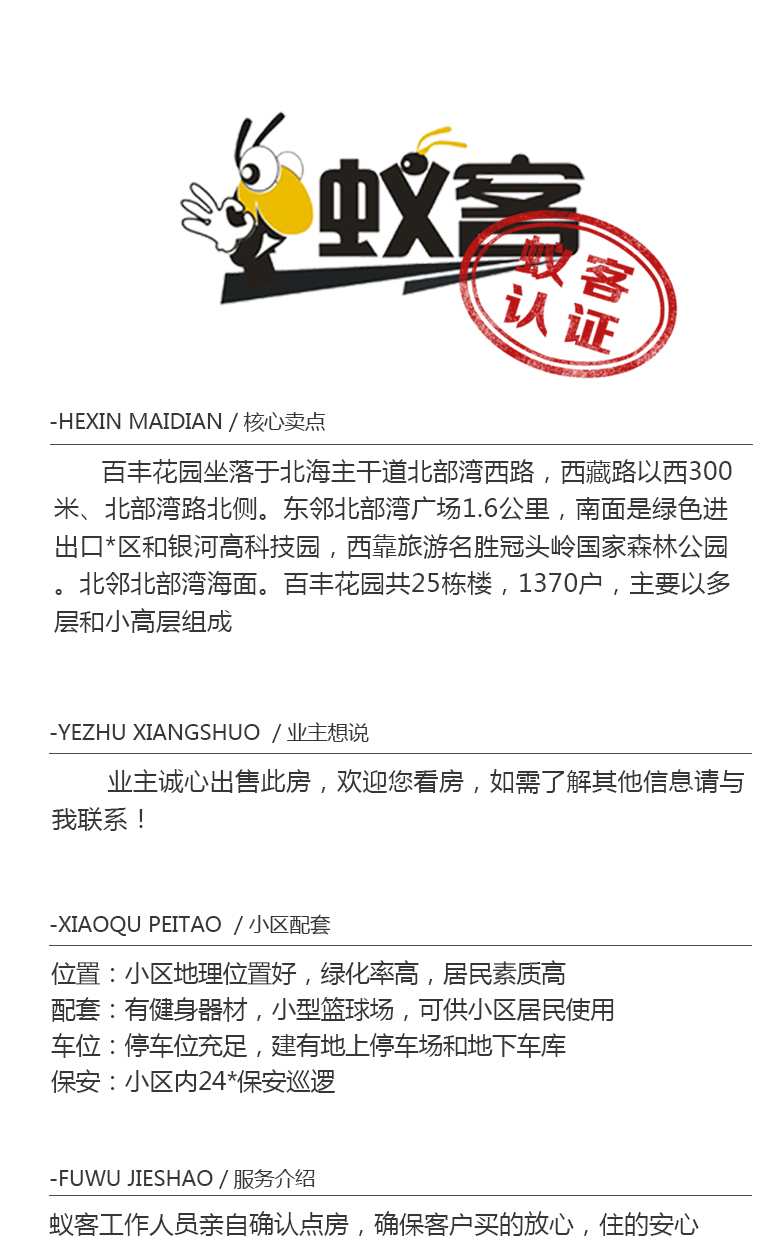 蚁客
蚁客
认证
-HEXIN MAIDIAN / 核心卖点
百丰花园坐落于北海主干道北部湾西路，西藏路以西300
米、北部湾路北侧。东邻北部湾广场1.6公里，南面是绿色进
出口*区和银河高科技园，西靠旅游名胜冠头岭国家森林公园
。北邻北部湾海面。百丰花园共25栋楼，1370户，主要以多
层和小高层组成
-YEZHU XIANGSHUO / 业主想说
业主诚心出售此房，欢迎您看房，如需了解其他信息请与
我联系！
-XIAOQU PEITAO / 小区配套
位置：小区地理位置好，绿化率高，居民素质高
配套：有健身器材，小型篮球场，可供小区居民使用
车位：停车位充足，建有地上停车场和地下车库
保安：小区内24*保安巡逻
-FUWU JIESHAO / 服务介绍
蚁客工作人员亲自确认点房，确保客户买的放心，住的安心